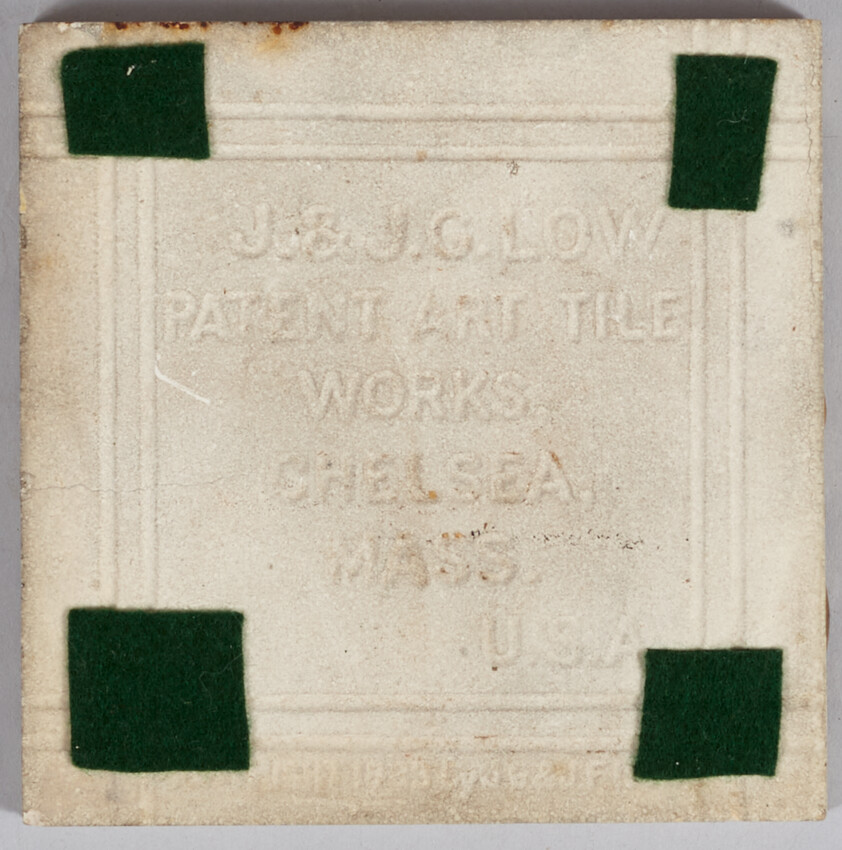 J. & J. G. LOW
PATENT ART TILE
WORKS.
CHELSEA.
MASS.
U.S.A